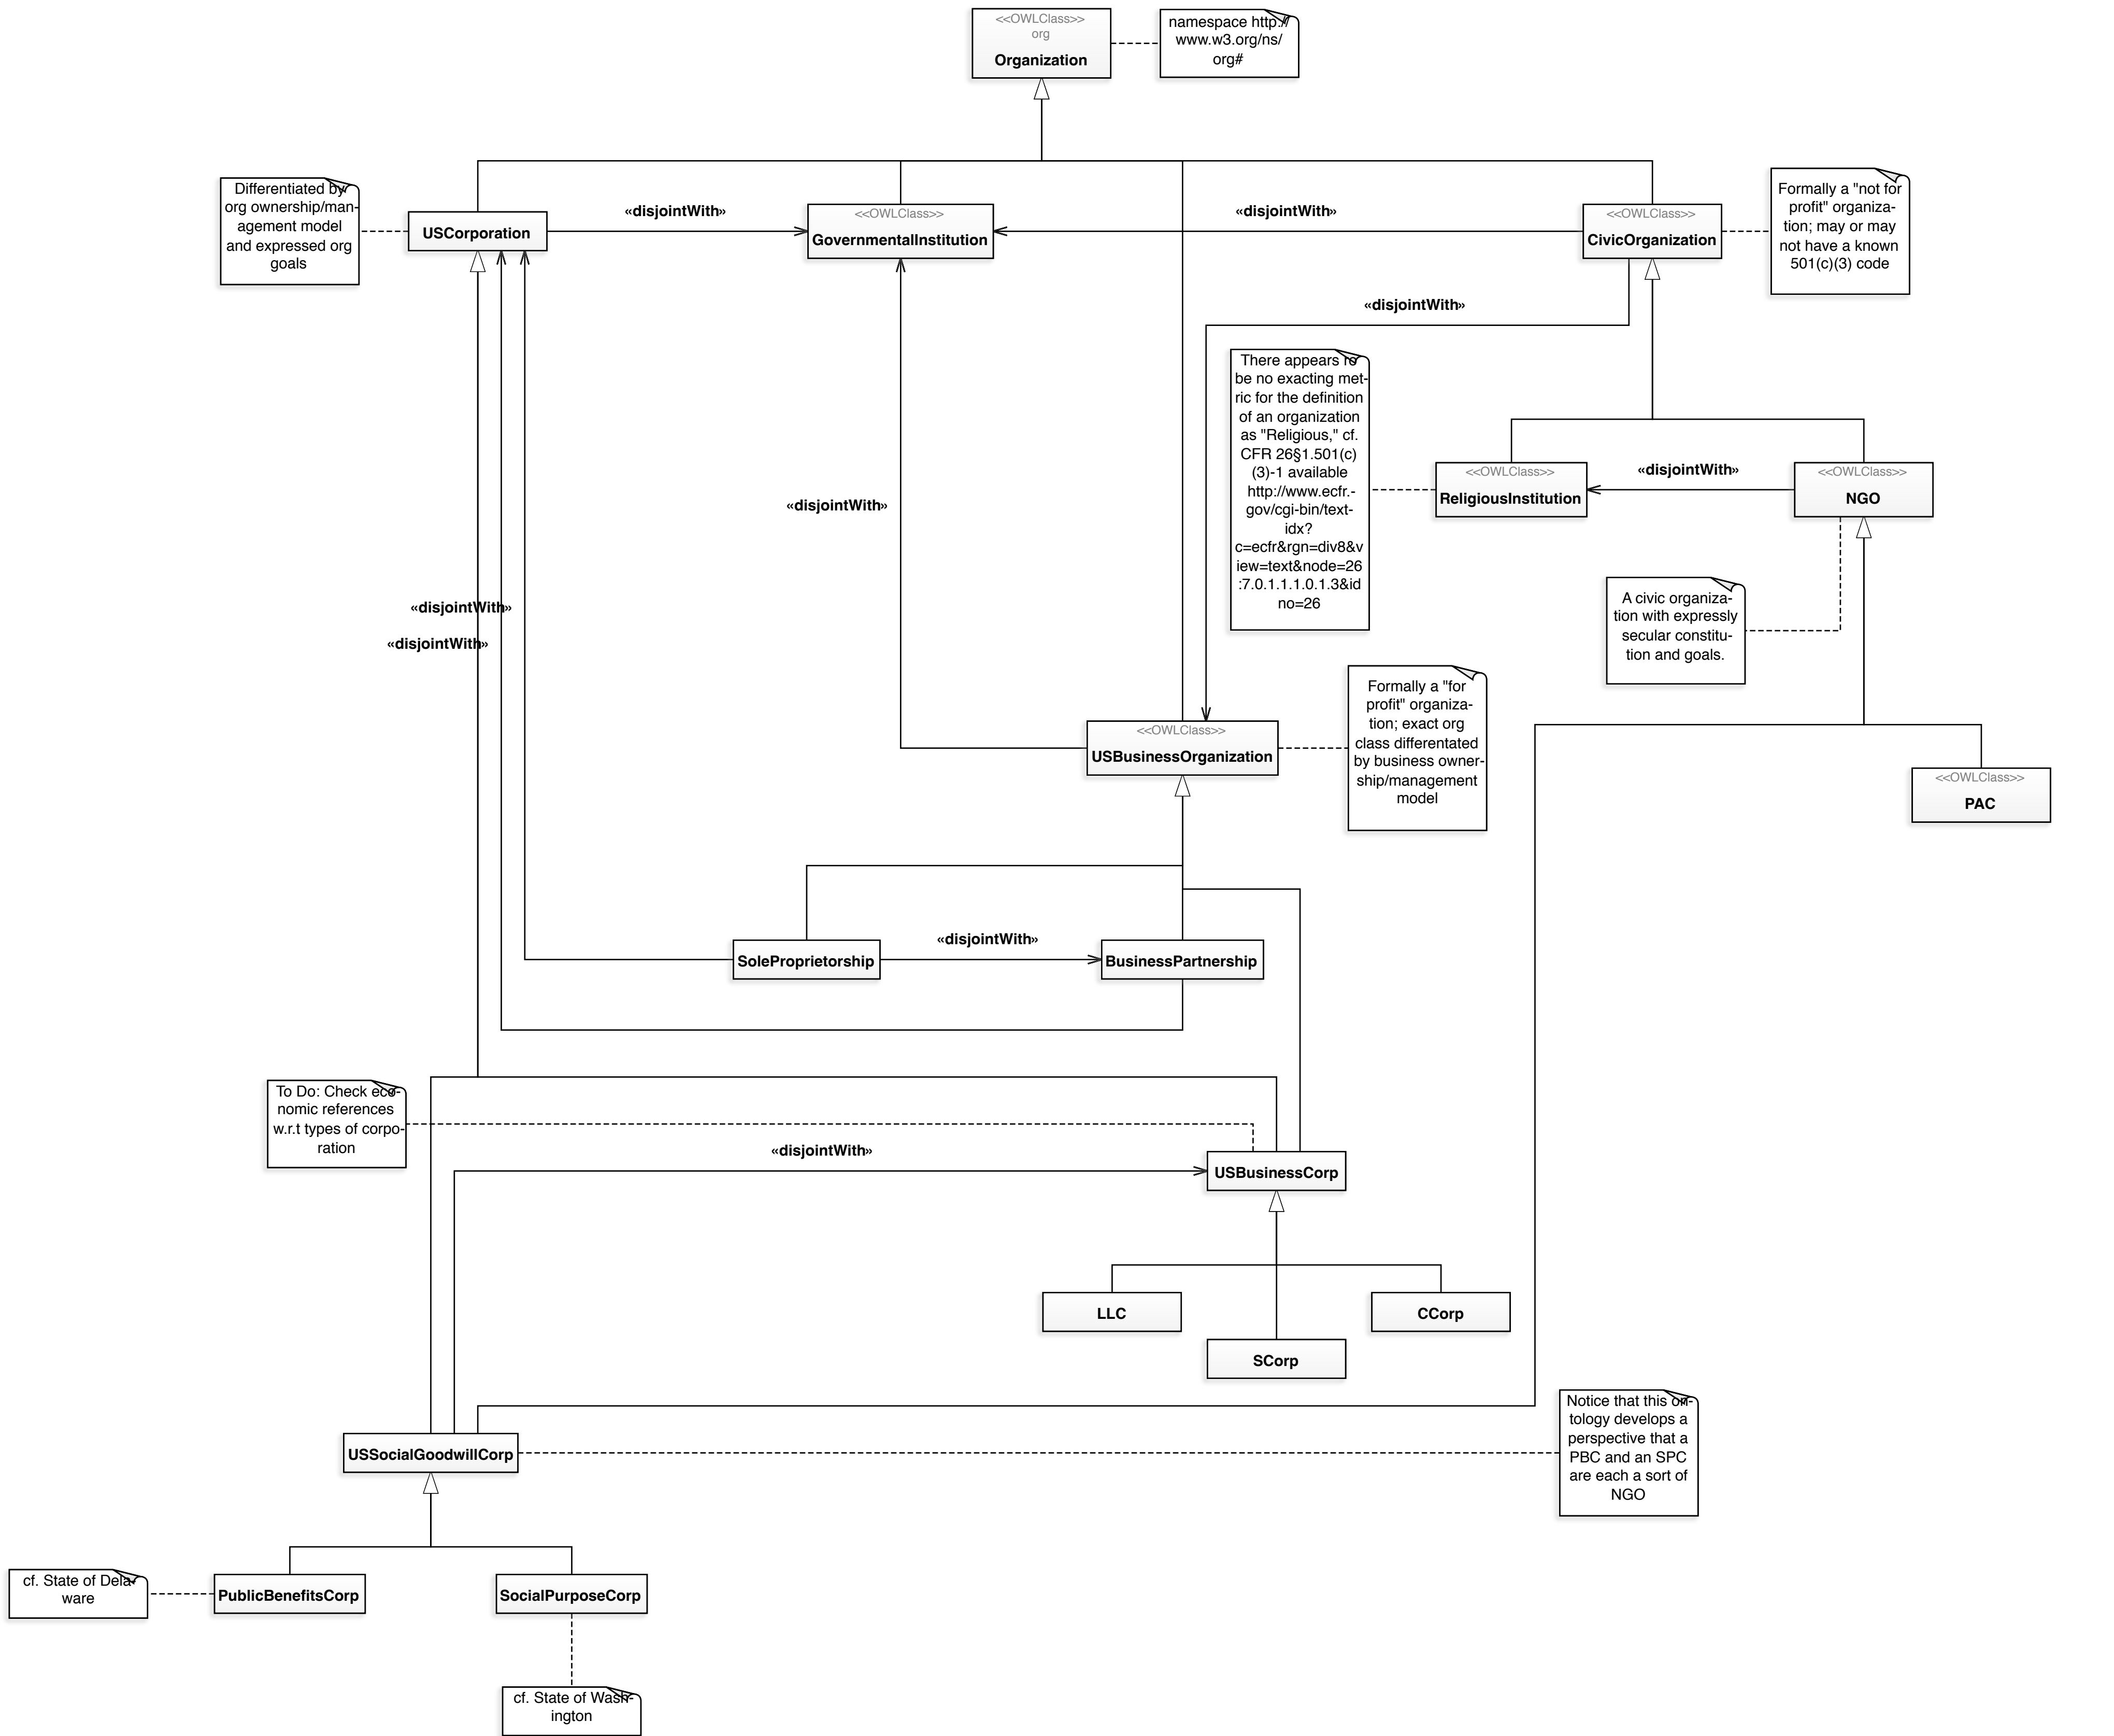 <<OWLClass>>
org
Organization
namespace http://
www.w3.org/ns/
org#
Differentiated by
org ownership/man-
agement model
and expressed org
goals
USCorporation
«disjointWith»
<<OWLClass>>
GovernmentalInstitution
«disjointWith»
<<OWLClass>>
CivicOrganization
Formally a "not for
profit" organiza-
tion; may or may
not have a known
501(c)(3) code
«disjointWith»
There appears ro
be no exacting met-
ric for the definition
of an organization
as "Religious," cf.
CFR 26§1.501(c)
(3)-1 available
http://www.ecfr.-
gov/cgi-bin/text-
idx?
c=ecfr&rgn=div8&v
iew=text&node=26
:7.0.1.1.1.0.1.3&id
no=26
<<OWLClass>>
ReligiousInstitution
«disjointWith»
<<OWLClass>>
NGO
«disjointWith»
A civic organiza-
tion with expressly
secular constitu-
tion and goals.
«disjointWith»
«disjointWith»
<<OWLClass>>
USBusinessOrganization
Formally a "for
profit" organiza-
tion; exact org
class differentated
by business owner-
ship/management
model
<<OWLClass>>
PAC
SoleProprietorship
«disjointWith»
BusinessPartnership
To Do: Check eco-
nomic references
w.r.t types of corpo-
ration
«disjointWith»
USBusinessCorp
LLC
CCorp
SCorp
USSocialGoodwillCorp
Notice that this on-
tology develops a
perspective that a
PBC and an SPC
are each a sort of
NGO
cf. State of Dela-
ware
PublicBenefitsCorp
SocialPurposeCorp
cf. State of Wash-
ington